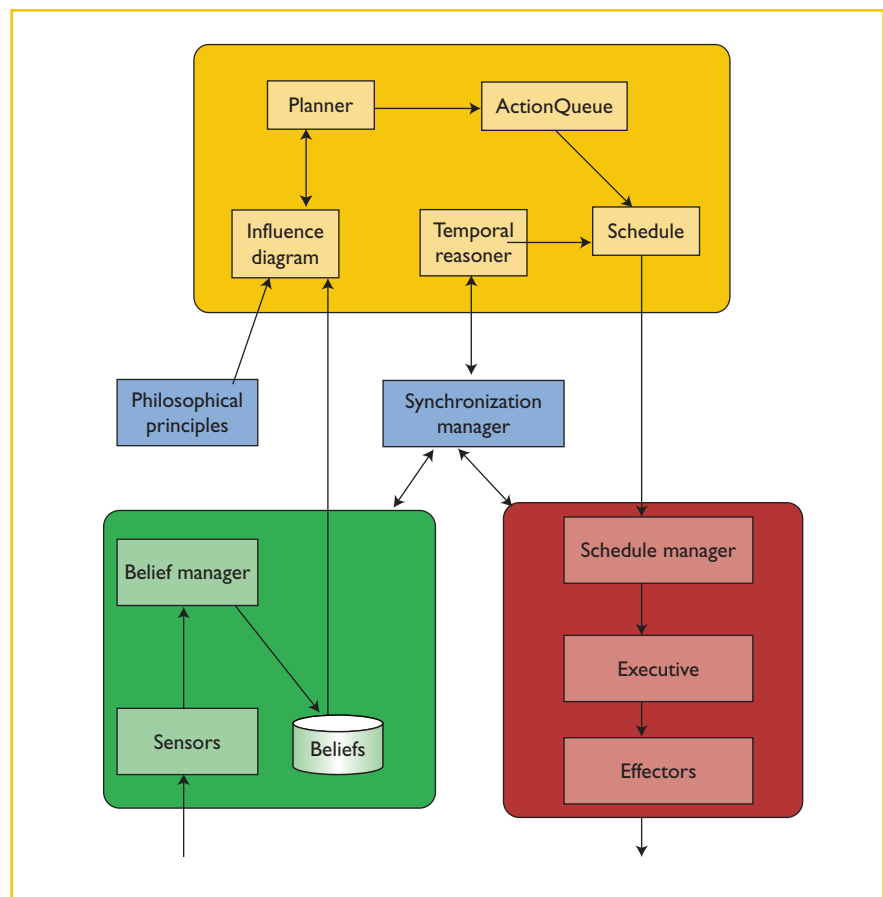 Planner
ActionQueue
Influence
diagram
Temporal
reasoner
Schedule
Philosophical
principles
Synchronization
manager
Belief manager
Schedule manager
Sensors
Beliefs
Executive
Effectors